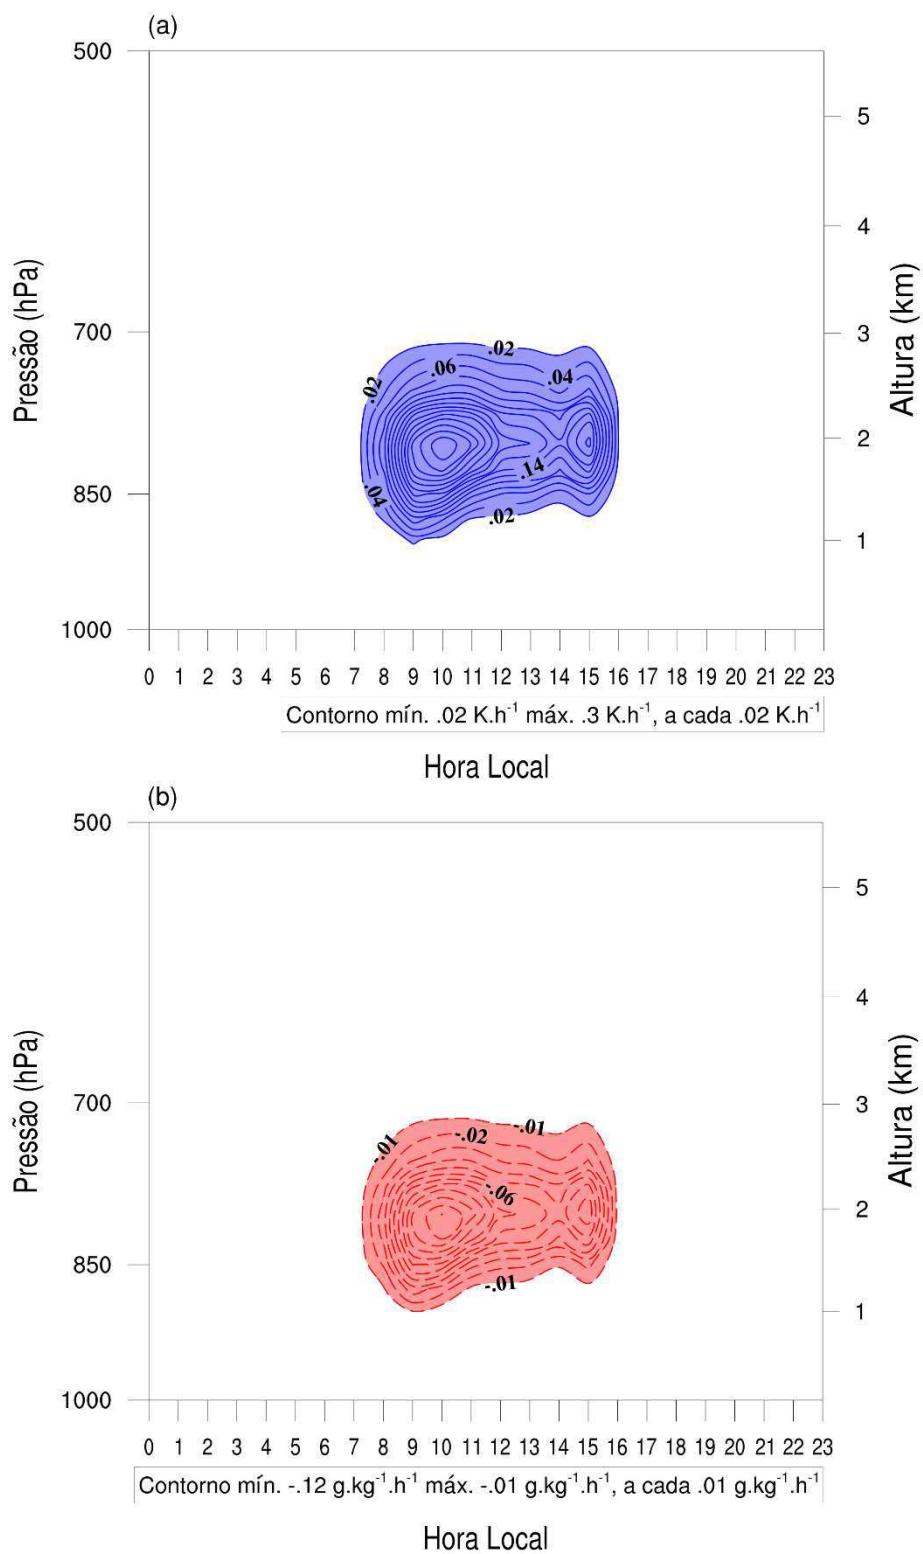 (a)
500
700
850
1000
Pressão (hPa)
5
4
3
2
1
Altura (km)
.02
.06
.02
.04
.14
.04
.02
0 1 2 3 4 5 6 7 8 9 10 11 12 13 14 15 16 17 18 19 20 21 22 23
Contorno mín. .02 K.h⁻¹ máx. .3 K.h⁻¹, a cada .02 K.h⁻¹
Hora Local
(b)
500
700
850
1000
Pressão (hPa)
5
4
3
2
1
Altura (km)
-.01
-.02
-.01
-.06
-.01
0 1 2 3 4 5 6 7 8 9 10 11 12 13 14 15 16 17 18 19 20 21 22 23
Contorno mín. -.12 g.kg⁻¹.h⁻¹ máx. -.01 g.kg⁻¹.h⁻¹, a cada .01 g.kg⁻¹.h⁻¹
Hora Local